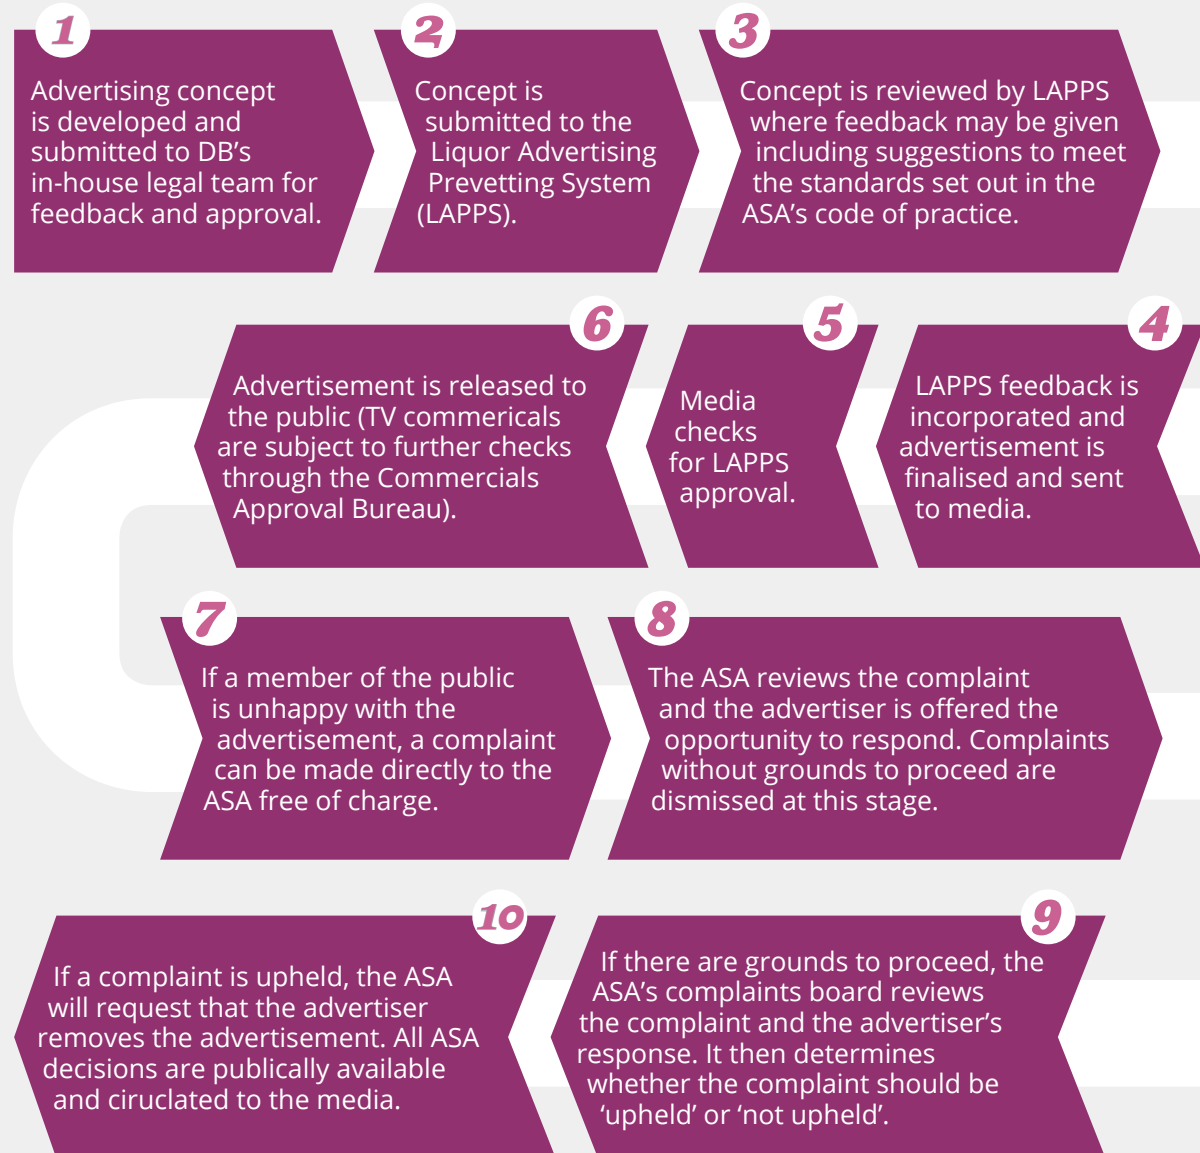 1
Advertising concept
is developed and
submitted to DB's
in-house legal team for
feedback and approval.
2
Concept is
submitted to the
Liquor Advertising
Prevetting System
(LAPPS).
3
Concept is reviewed by LAPPS
where feedback may be given
including suggestions to meet
the standards set out in the
ASA's code of practice.
4
LAPPS feedback is
incorporated and
advertisement is
finalised and sent
to media.
5
Media
checks
for LAPPS
approval.
6
Advertisement is released to
the public (TV commericals
are subject to further checks
through the Commercials
Approval Bureau).
7
If a member of the public
is unhappy with the
advertisement, a complaint
can be made directly to the
ASA free of charge.
8
The ASA reviews the complaint
and the advertiser is offered the
opportunity to respond. Complaints
without grounds to proceed are
dismissed at this stage.
9
If there are grounds to proceed, the
ASA's complaints board reviews
the complaint and the advertiser's
response. It then determines
whether the complaint should be
‘upheld’ or ‘not upheld’.
10
If a complaint is upheld, the ASA
will request that the advertiser
removes the advertisement. All ASA
decisions are publically available
and ciruclated to the media.